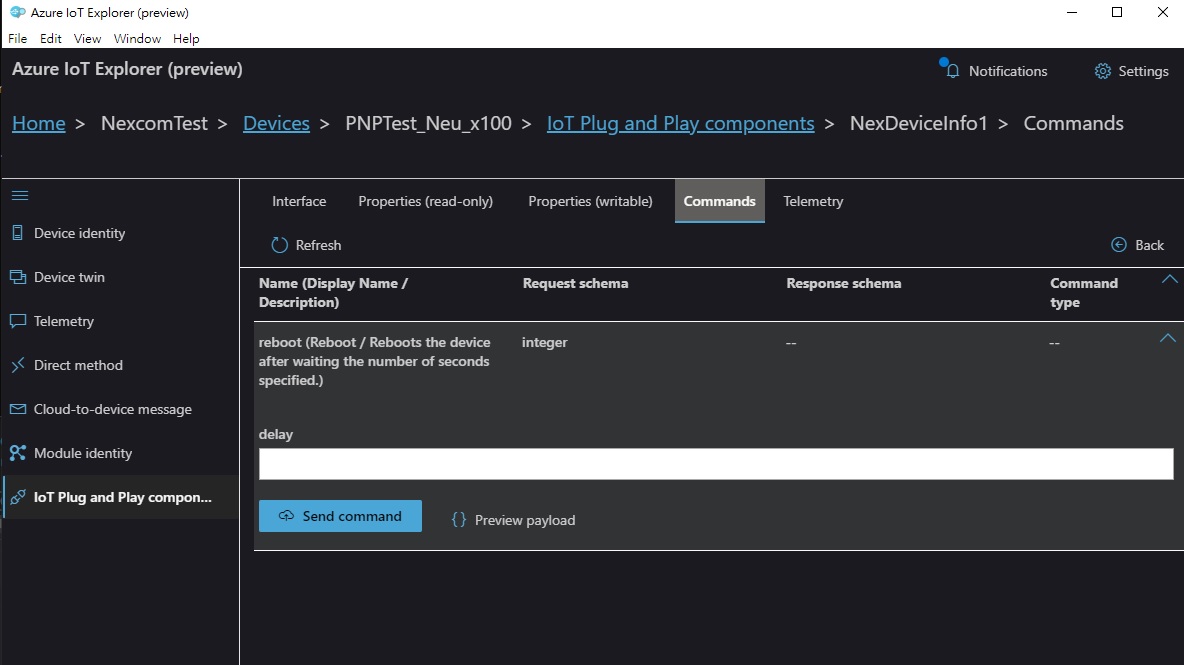 Azure IoT Explorer (preview)
File Edit View Window Help
Azure IoT Explorer (preview)
Notifications
Settings
Home > NexcomTest > Devices > PNPTest_Neu_x100 > IoT Plug and Play components > NexDeviceInfo1 > Commands
Interface Properties (read-only) Properties (writable) Commands Telemetry
Refresh
Back
Device identity
Device twin
Telemetry
Direct method
Cloud-to-device message
Module identity
IoT Plug and Play compon...
Name (Display Name /
Description)
Request schema
Response schema
Command
type
reboot (Reboot / Reboots the device
after waiting the number of seconds
specified.)
integer
--
--
delay
Send command
{} Preview payload